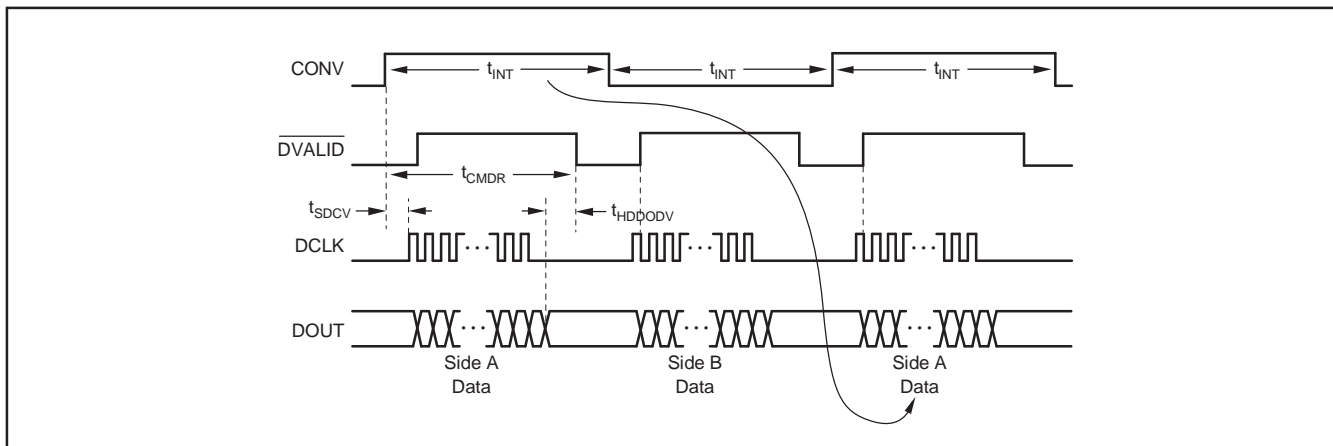 CONV
tINT
tINT
tINT
DVALID
tCMDR
tSDCV
tHDDODV
DCLK
···
···
···
DOUT
···
···
···
Side A
Data
Side B
Data
Side A
Data